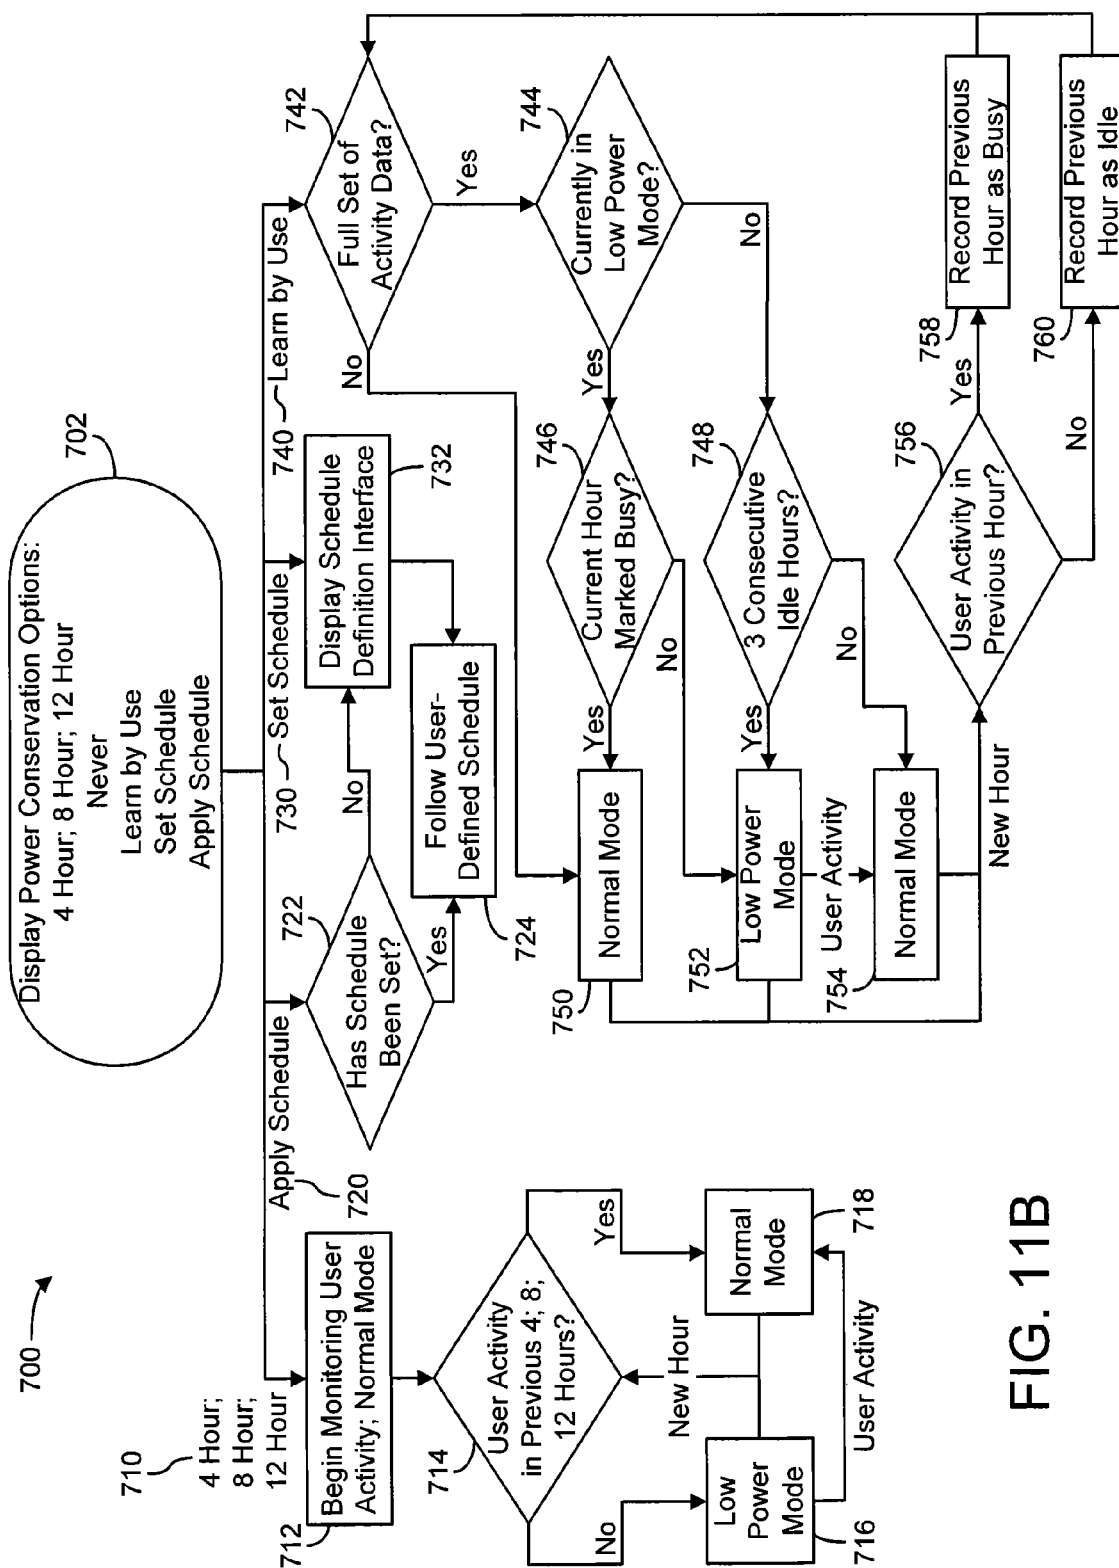 700
Display Power Conservation Options:
4 Hour; 8 Hour; 12 Hour
Never
Learn by Use
Set Schedule
Apply Schedule
702
710
4 Hour;
8 Hour;
12 Hour
Apply Schedule
720
730
Set Schedule
740
Learn by Use
712
Begin Monitoring User
Activity; Normal Mode
714
User Activity
in Previous 4; 8;
12 Hours?
No
Yes
New Hour
Low
Power
Mode
716
Normal
Mode
718
User Activity
722
Has Schedule
Been Set?
No
Yes
Display Schedule
Definition Interface
732
Follow User-
Defined Schedule
724
742
Full Set of
Activity Data?
No
Yes
744
Currently in
Low Power
Mode?
Yes
No
746
Current Hour
Marked Busy?
Yes
No
748
3 Consecutive
Idle Hours?
Yes
No
Normal Mode
750
Low Power
Mode
752
User Activity
Normal Mode
754
New Hour
756
User Activity in
Previous Hour?
Yes
No
758
Record Previous
Hour as Busy
760
Record Previous
Hour as Idle
FIG. 11B